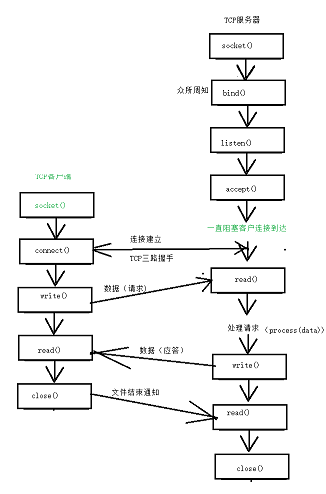 TCP服务器
socket()
众所周知
bind()
listen()
accept()
一直阻塞客户连接到达
TCP客户端
socket()
connect()
连接建立
TCP三路握手
write()
数据（请求）
read()
处理请求 (process(data))
read()
数据（应答）
write()
close()
文件结束通知
read()
close()